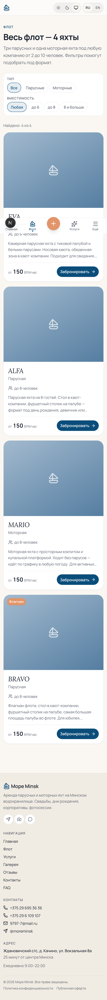 RU EN
ФЛОТ
Весь флот — 4 яхты
Три парусных и одна моторная яхта под любую
компанию от 2 до 10 человек. Фильтры помогут
подобрать под формат.
ТИП
Все Парусные Моторные
ВМЕСТИМОСТЬ
Любая до 6 до 8 8 и больше
Найдено: 4 из 4
EVA
N
Главная Флот Услуги Ещё
до 6 человек
Камерная парусная яхта с тиковой палубой и
белыми парусами. Носовая каюта, обеденная
зона в кают-компании. Подходит для свидания,…
от 150 BYN/час Забронировать
ALFA
Парусная
до 8 человек
Парусная яхта на 8 гостей. Стол в кают-
компании, фуршетный столик на палубе —
формат под день рождения, девичник или…
от 150 BYN/час Забронировать
MARIO
Моторная
до 8 человек
Моторная яхта с просторным кокпитом и
купальной платформой. Ходит без парусов —
идёт по графику в любую погоду. Для активных…
от 150 BYN/час Забронировать
Флагман
BRAVO
Парусная
до 8 человек
Флагман флота: стол в кают-компании,
фуршетный столик на палубе, самая большая
площадь палубы во флоте. Для юбилея,…
от 150 BYN/час Забронировать
Море Minsk
Аренда парусных и моторных яхт на Минском
водохранилище. Свадьбы, дни рождения,
корпоративы, фотосессии.
НАВИГАЦИЯ
Главная
Флот
Услуги
Галерея
Отзывы
Контакты
FAQ
КОНТАКТЫ
+375 29 695 36 36
+375 29 6 109 107
9797-7@mail.ru
@moreminsk
АДРЕС
Ждановичский с/с, д. Качино, ул. Вокзальная 8а
25 минут от центра Минска
Ежедневно 9:00–22:00
© 2026 Море Minsk. Все права защищены.
Политика конфиденциальности Публичная оферта